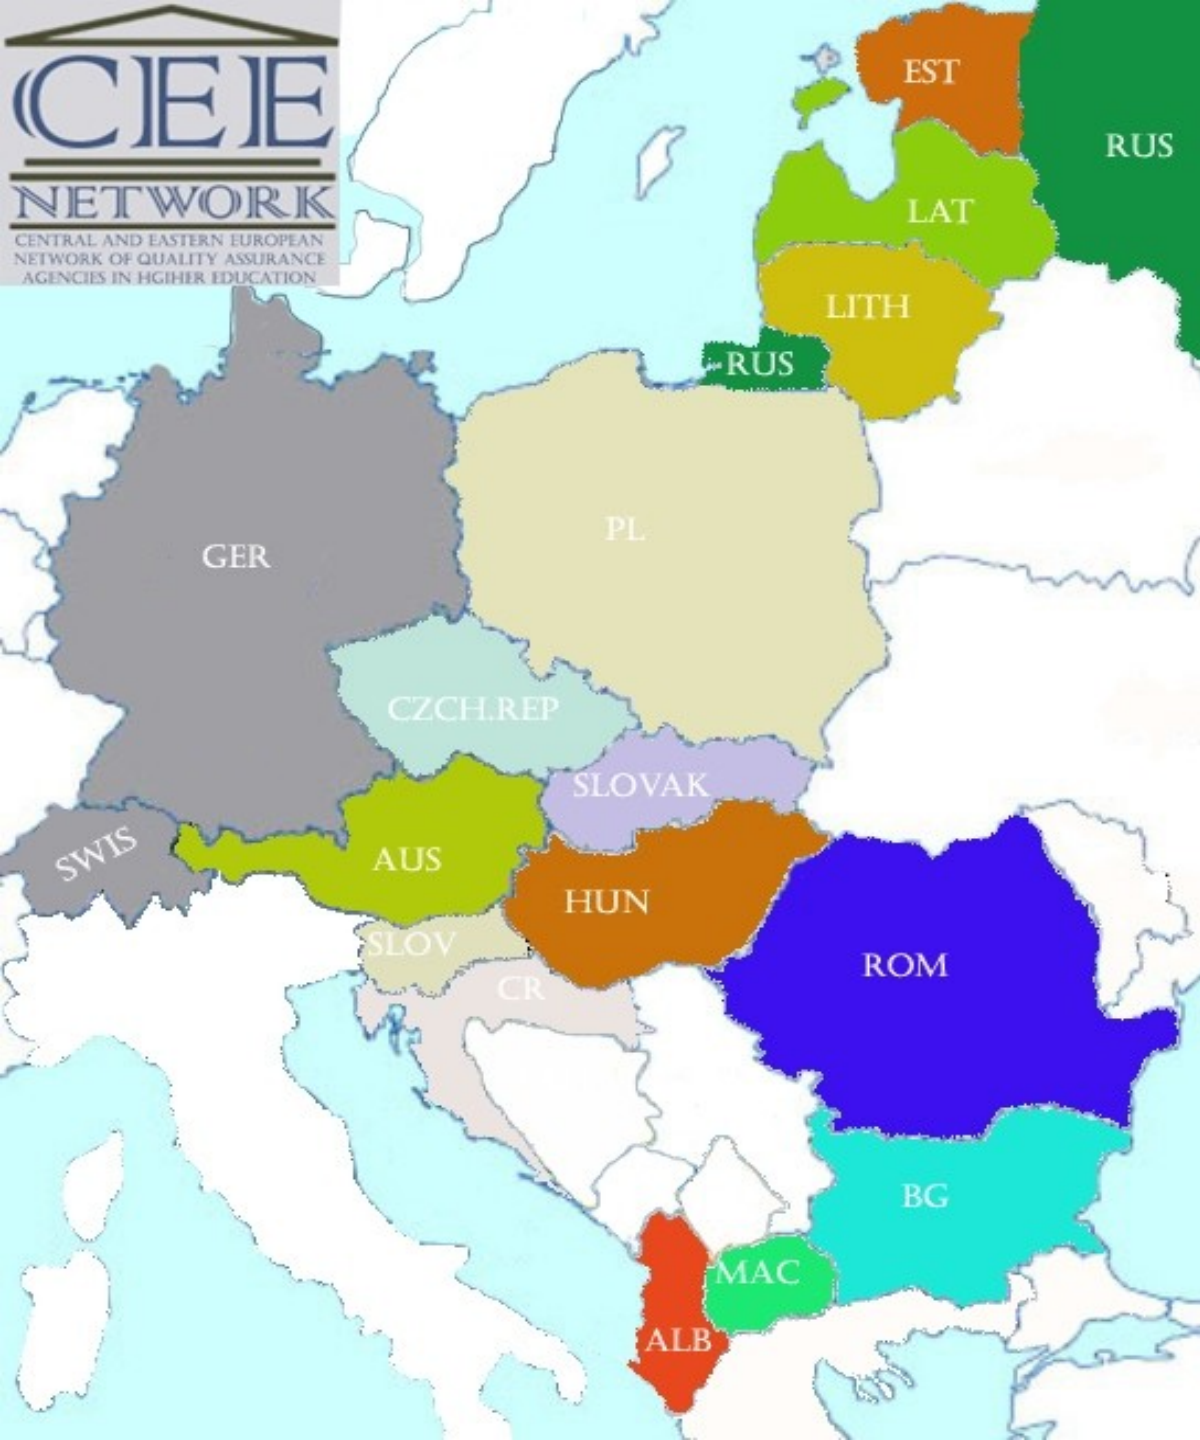 CEE
NETWORK
CENTRAL AND EASTERN EUROPEAN
NETWORK OF QUALITY ASSURANCE
AGENCIES IN HGIHER EDUCATION
EST
RUS
LAT
LITH
RUS
PL
GER
CZCH.REP
SLOVAK
SWIS
AUS
HUN
SLOV
CR
ROM
BG
MAC
ALB